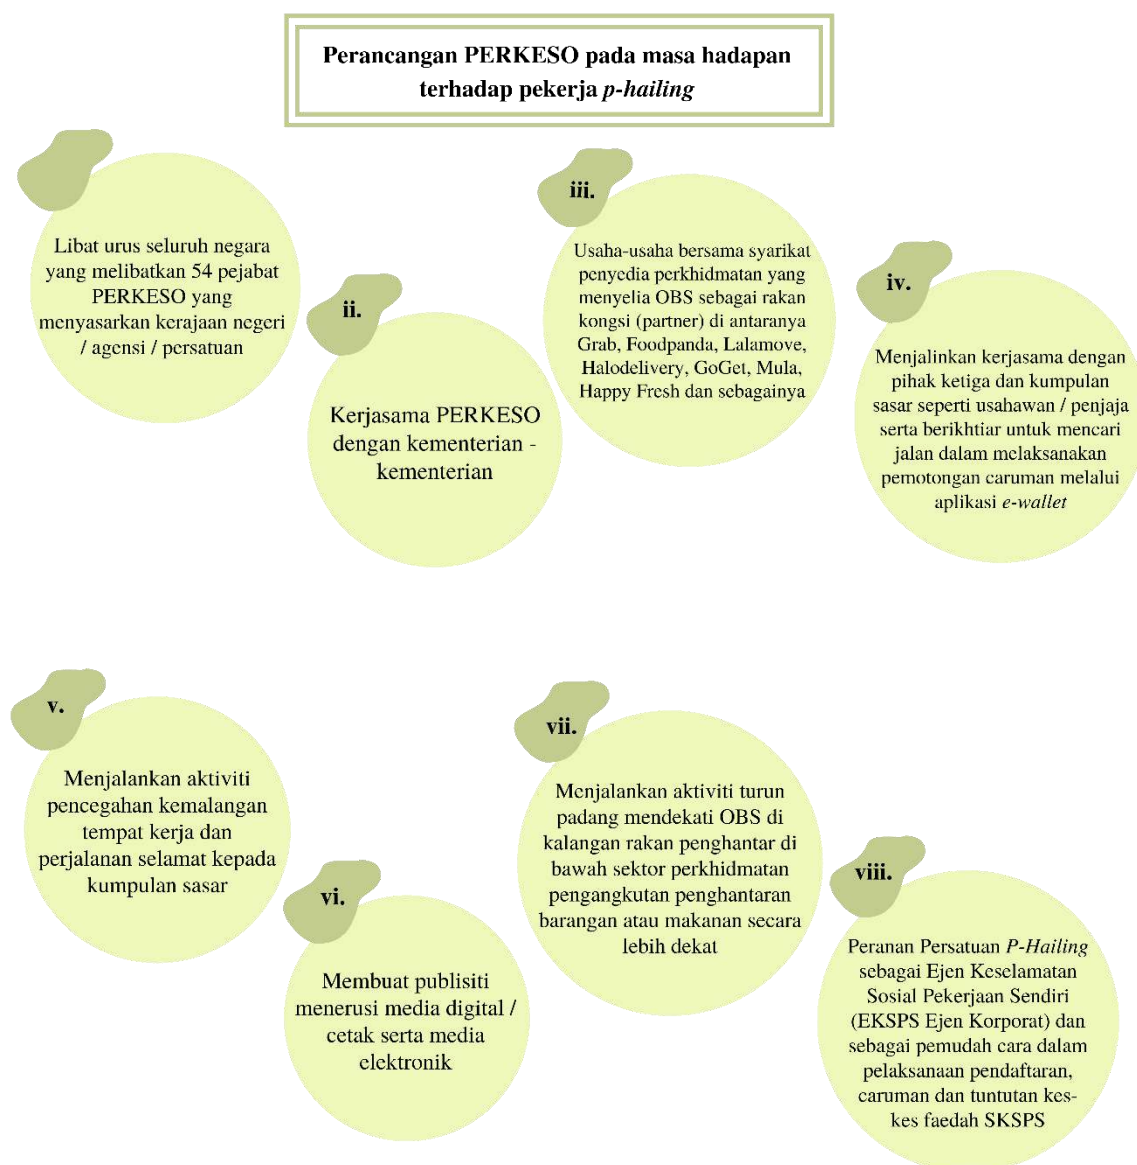 Perancangan PERKESO pada masa hadapan
terhadap pekerja p-hailing
Libat urus seluruh negara
yang melibatkan 54 pejabat
PERKESO yang
menyasarkan kerajaan negeri
/ agensi / persatuan
ii.
Kerjasama PERKESO
dengan kementerian -
kementerian
iii.
Usaha-usaha bersama syarikat
penyedia perkhidmatan yang
menyelia OBS sebagai rakan
kongsi (partner) di antaranya
Grab, Foodpanda, Lalamove,
Halodelivery, GoGet, Mula,
Happy Fresh dan sebagainya
iv.
Menjalinkan kerjasama dengan
pihak ketiga dan kumpulan
sasar seperti usahawan / penjaja
serta berikhtiar untuk mencari
jalan dalam melaksanakan
pemotongan caruman melalui
aplikasi e-wallet
v.
Menjalankan aktiviti
pencegahan kemalangan
tempat kerja dan
perjalanan selamat kepada
kumpulan sasar
vi.
Membuat publisiti
menerusi media digital /
cetak serta media
elektronik
vii.
Menjalankan aktiviti turun
padang mendekati OBS di
kalangan rakan penghantar di
bawah sektor perkhidmatan
pengangkutan penghantaran
barangan atau makanan secara
lebih dekat
viii.
Peranan Persatuan P-Hailing
sebagai Ejen Keselamatan
Sosial Pekerjaan Sendiri
(EKSPS Ejen Korporat) dan
sebagai pemudah cara dalam
pelaksanaan pendaftaran,
caruman dan tuntutan kes-
kes faedah SKSPS